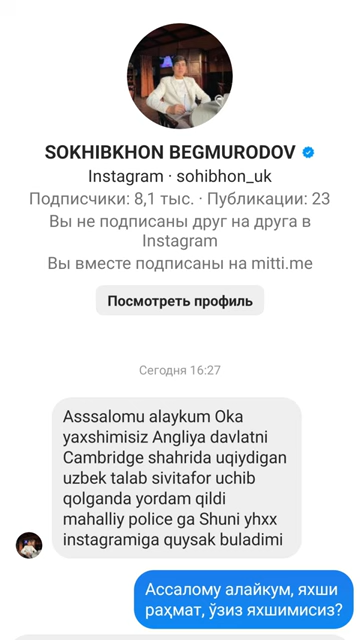 SOKHIBKHON BEGMURODOV
Instagram · sohibhon_uk
Подписчики: 8,1 тыс. · Публикации: 23
Вы не подписаны друг на друга в
Instagram
Вы вместе подписаны на mitti.me
Посмотреть профиль
Сегодня 16:27
Asssalomu alaykum Oka
yaxshimisiz Angliya davlatni
Cambridge shahrida uqiydigan
uzbek talab sivitafor uchib
qolganda yordam qildi
mahalliy police ga Shuni yhxx
instagramiga quysak buladimi
Ассалому алайкум, яхши
раҳмат, ўзиз яхшимисиз?